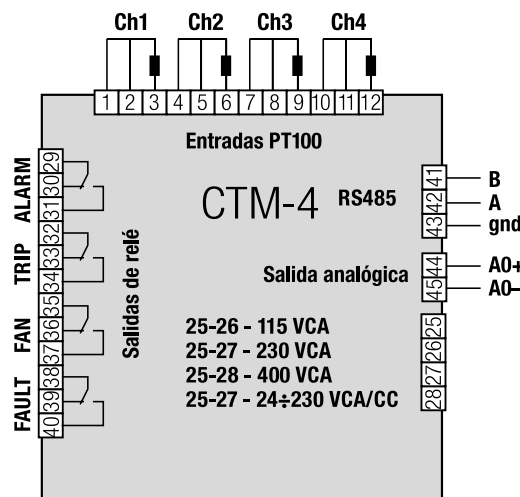 Ch1 Ch2 Ch3 Ch4
1 2 3 4 5 6 7 8 9 10 11 12
Entradas PT100
CTM-4
RS485
41 B
42 A
43 gnd
Salida analógica
44 A0+
45 A0–
ALARM
29
30
31
TRIP
32
33
34
FAN
35
36
37
FAULT
38
39
40
Salidas de relé
25-26 - 115 VCA
25-27 - 230 VCA
25-28 - 400 VCA
25-27 - 24÷230 VCA/CC
25
26
27
28